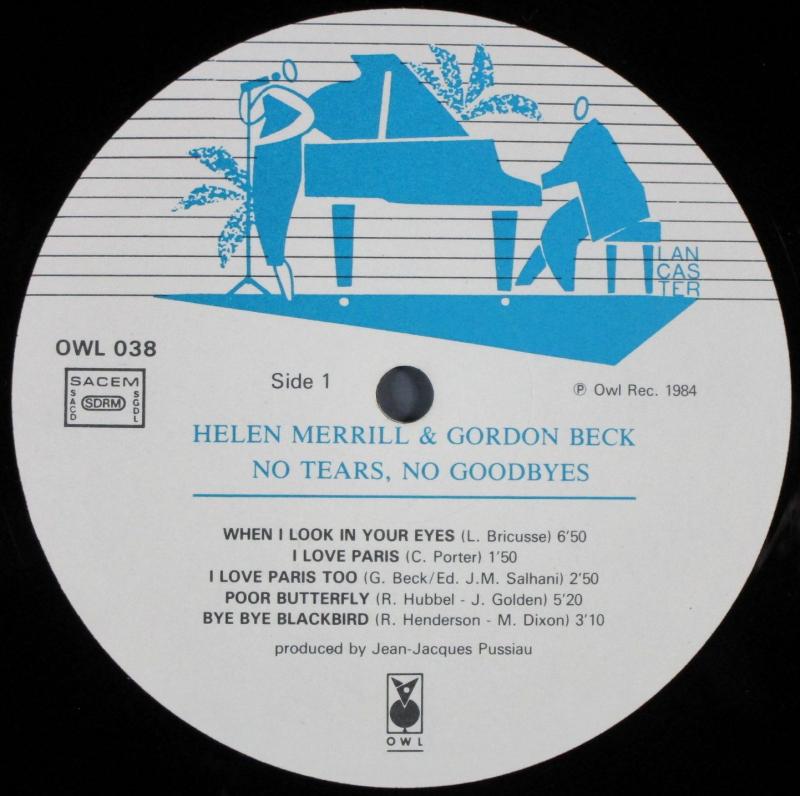 LAN
CAS
TER
OWL 038
SACEM
SACD
SDRM
SGDL
Side 1
℗ Owl Rec. 1984
HELEN MERRILL & GORDON BECK
NO TEARS, NO GOODBYES
WHEN I LOOK IN YOUR EYES (L. Bricusse) 6'50
I LOVE PARIS (C. Porter) 1'50
I LOVE PARIS TOO (G. Beck/Ed. J.M. Salhani) 2'50
POOR BUTTERFLY (R. Hubbel - J. Golden) 5'20
BYE BYE BLACKBIRD (R. Henderson - M. Dixon) 3'10
produced by Jean-Jacques Pussiau
OWL